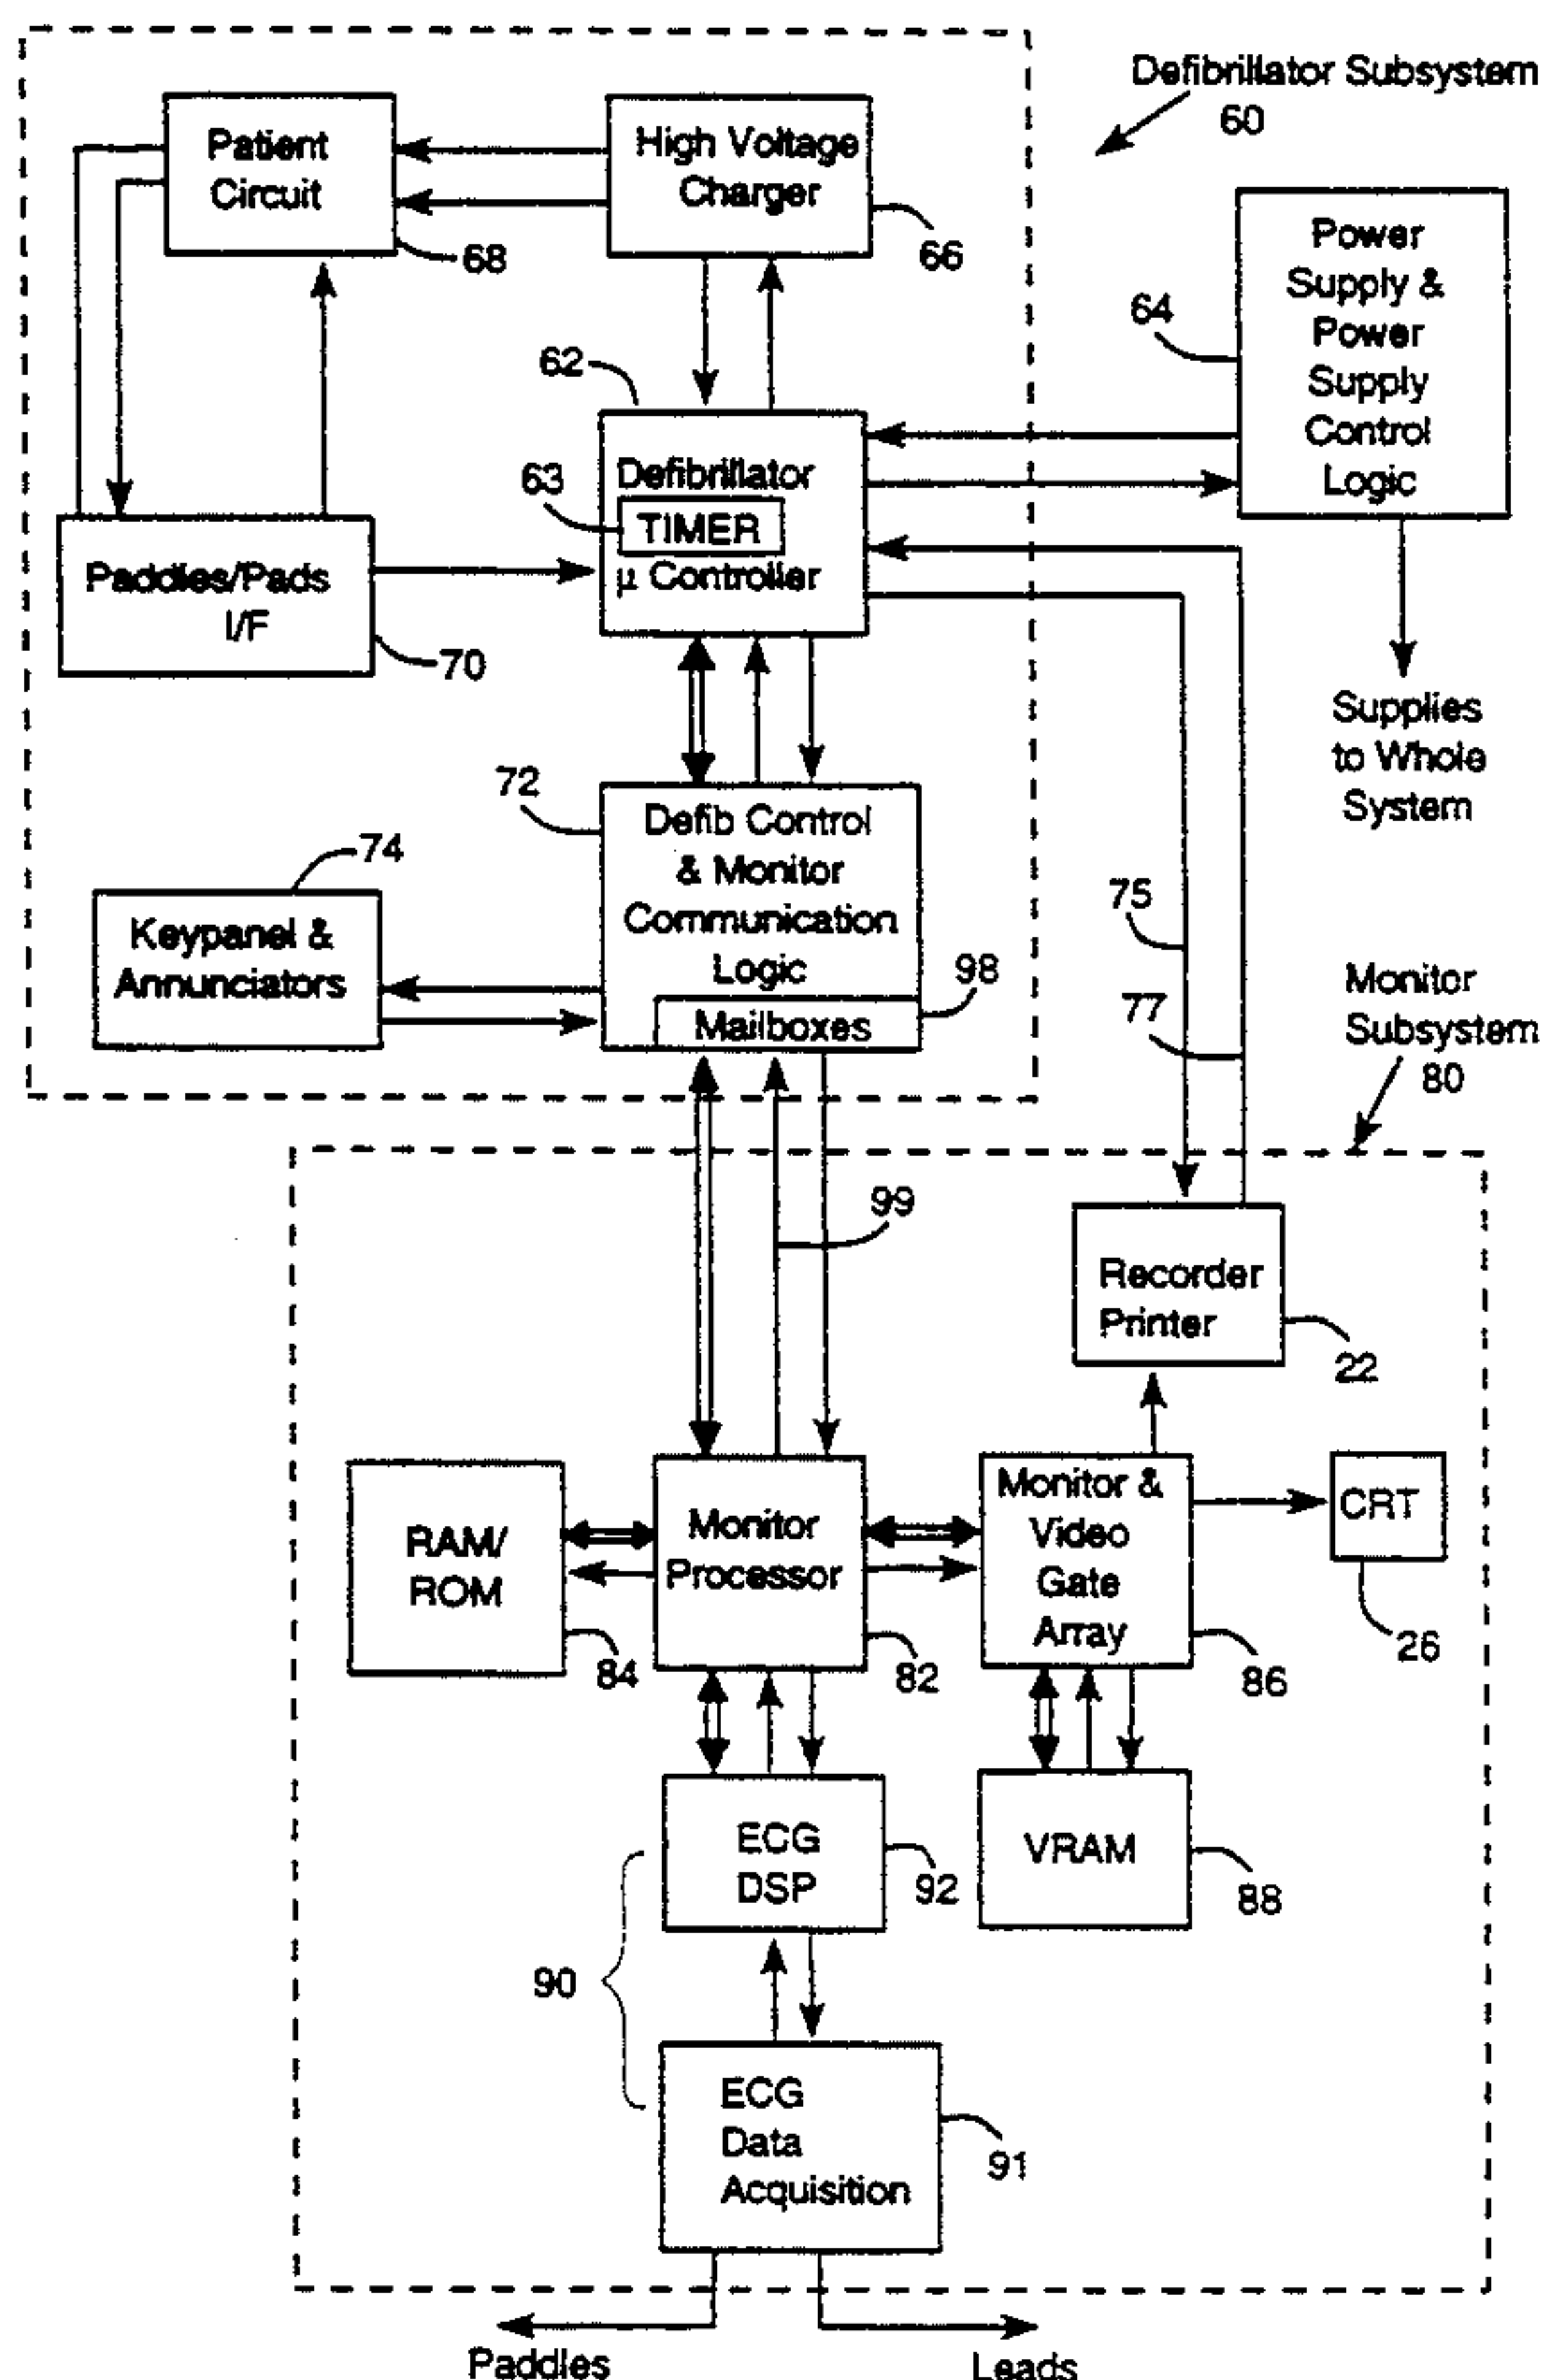 Defibrillator Subsystem
60
Patient
Circuit
68
High Voltage
Charger
66
Power
Supply &
Power
Supply
Control
Logic
64
62
Defibrillator
63
TIMER
μ Controller
Paddles/Pads
I/F
70
Supplies
to Whole
System
72
Defib Control
& Monitor
Communication
Logic
Mailboxes
98
74
Keypanel &
Annunciators
75
77
Monitor
Subsystem
80
99
Recorder
Printer
22
RAM/
ROM
84
Monitor
Processor
82
Monitor &
Video
Gate
Array
86
CRT
26
ECG
DSP
92
VRAM
88
90
ECG
Data
Acquisition
91
Paddles
Leads